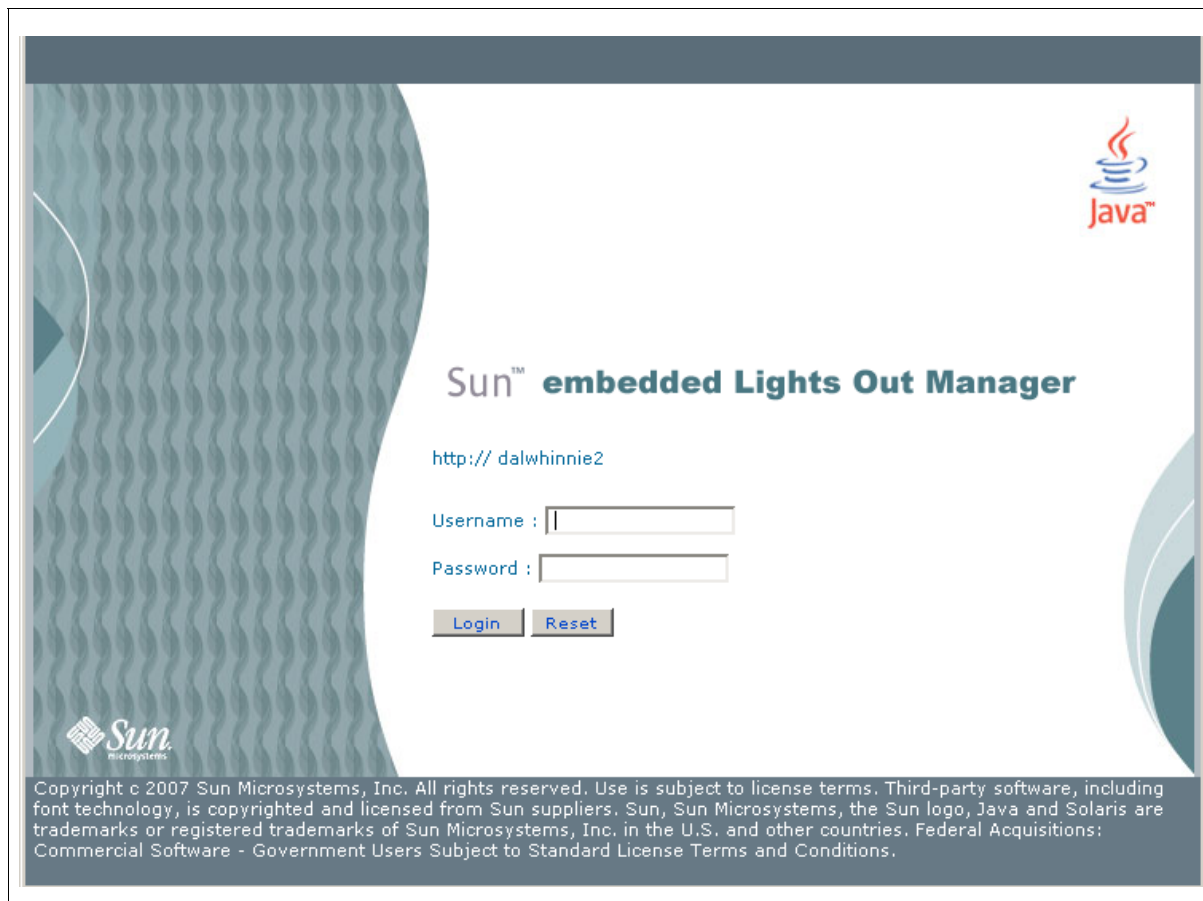 Java™
Sun™ embedded Lights Out Manager
http:// dalwhinnie2
Username :
Password :
Login Reset
Sun.
microsystems
Copyright c 2007 Sun Microsystems, Inc. All rights reserved. Use is subject to license terms. Third-party software, including
font technology, is copyrighted and licensed from Sun suppliers. Sun, Sun Microsystems, the Sun logo, Java and Solaris are
trademarks or registered trademarks of Sun Microsystems, Inc. in the U.S. and other countries. Federal Acquisitions:
Commercial Software - Government Users Subject to Standard License Terms and Conditions.